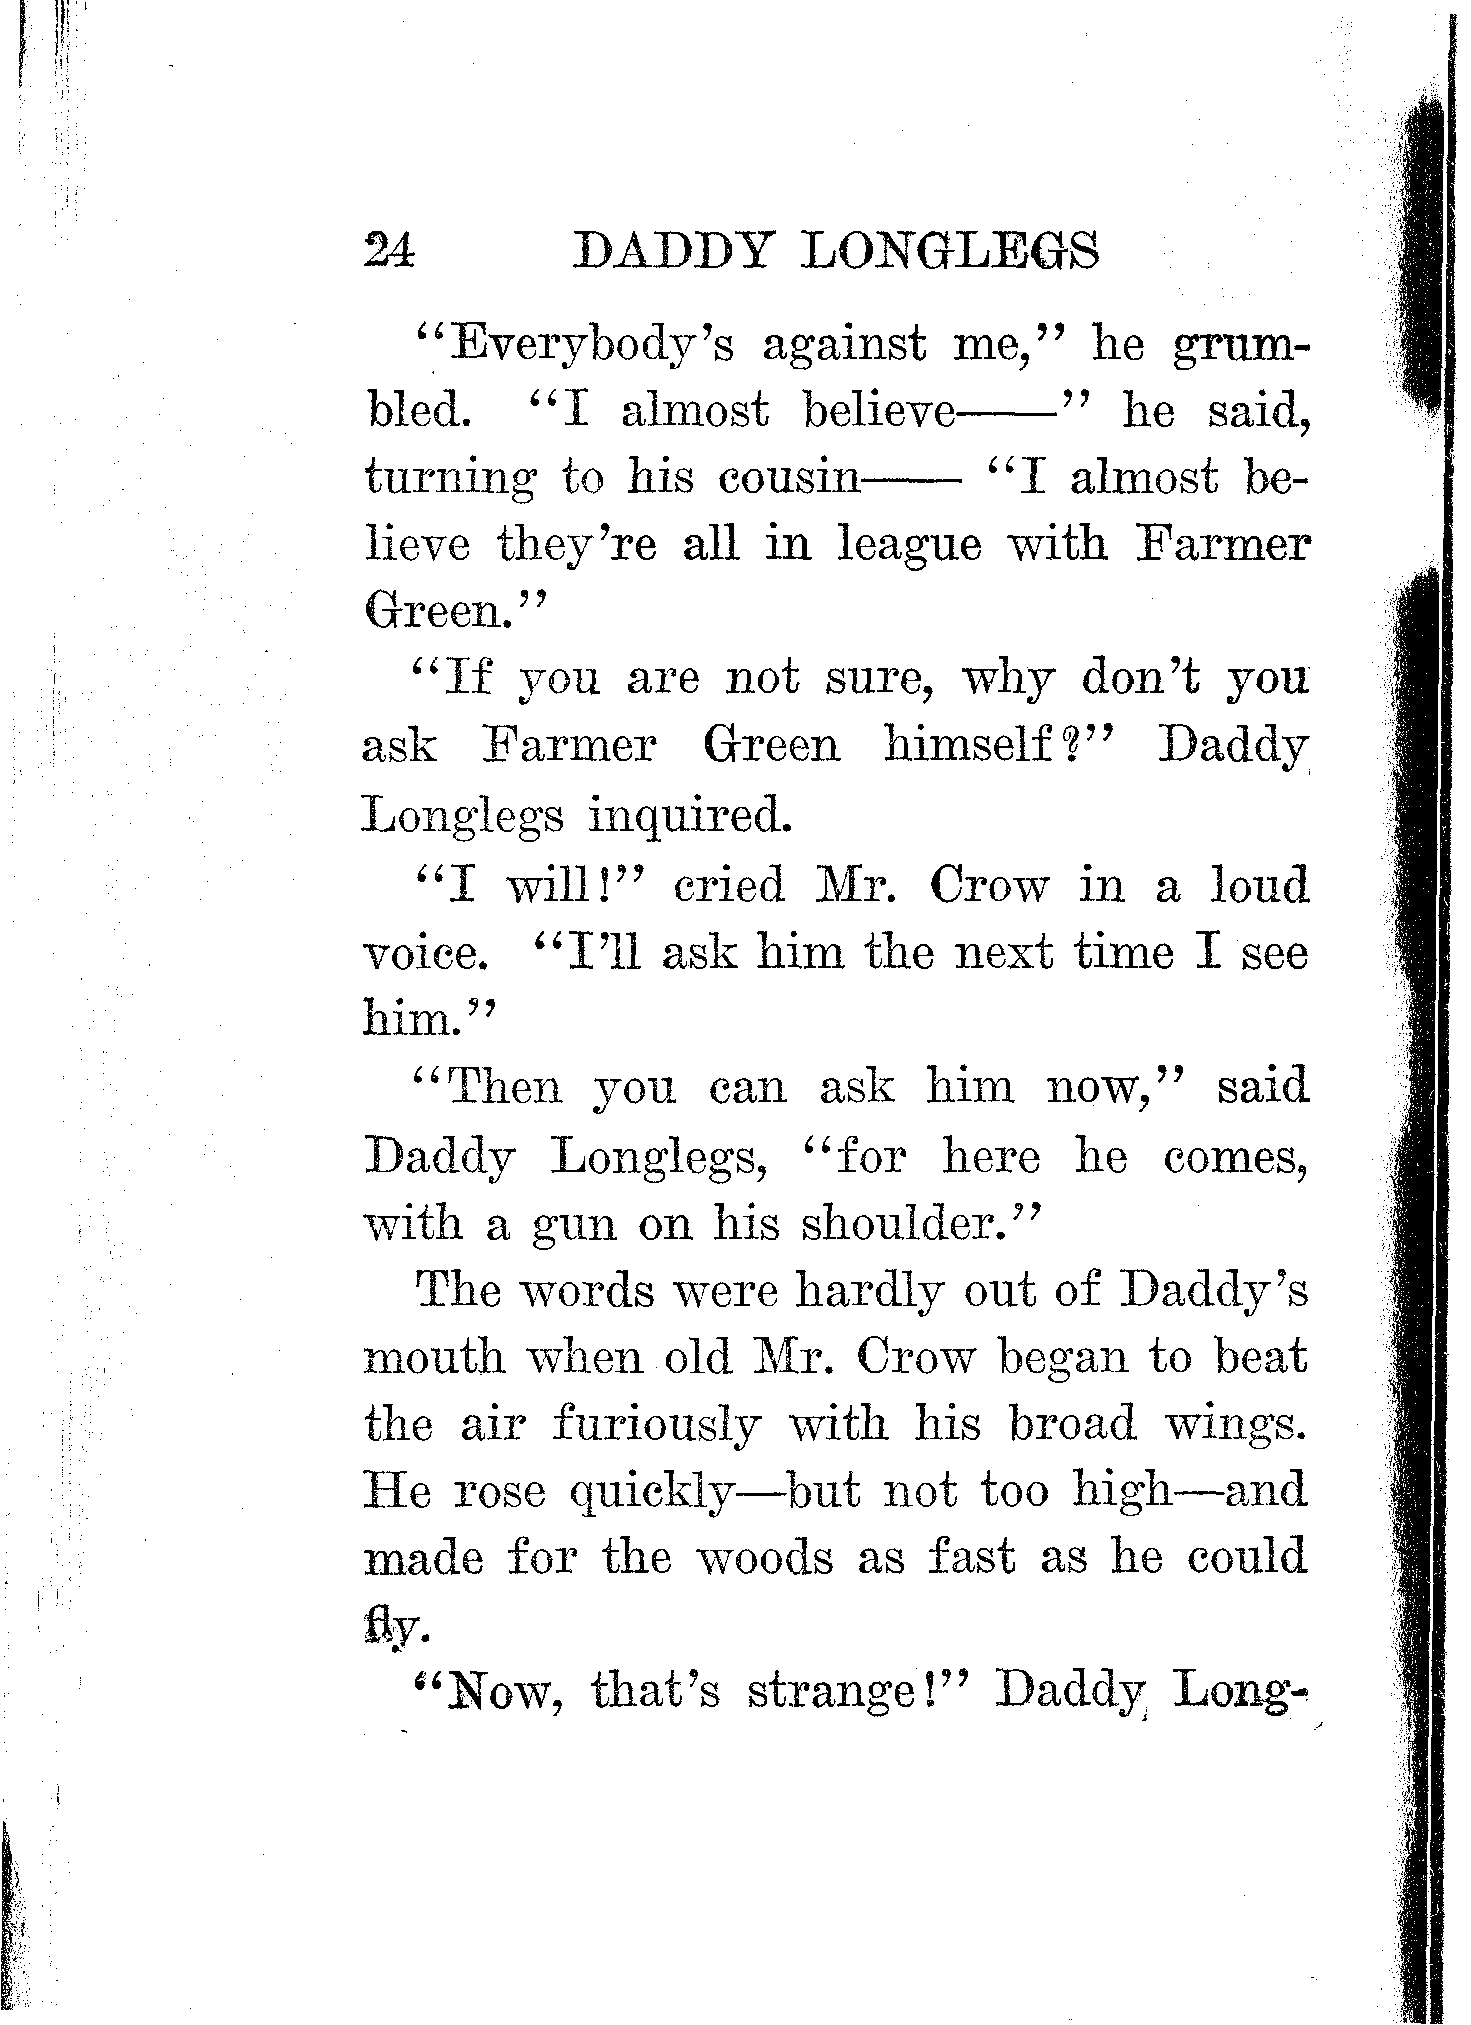 24 DADDY LONGLEGS
"Everybody's against me," he grum-
bled. "I almost believe——" he said,
turning to his cousin—— "I almost be-
lieve they're all in league with Farmer
Green."
"If you are not sure, why don't you
ask Farmer Green himself?" Daddy
Longlegs inquired.
"I will!" cried Mr. Crow in a loud
voice. "I'll ask him the next time I see
him."
"Then you can ask him now," said
Daddy Longlegs, "for here he comes,
with a gun on his shoulder."
The words were hardly out of Daddy's
mouth when old Mr. Crow began to beat
the air furiously with his broad wings.
He rose quickly—but not too high—and
made for the woods as fast as he could
fly.
"Now, that's strange!" Daddy Long-